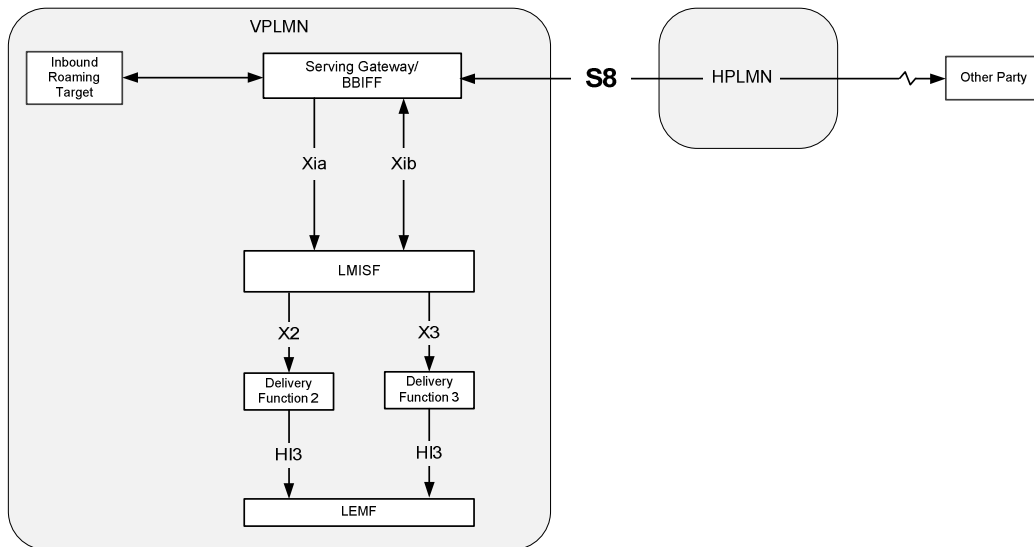 VPLMN
Inbound
Roaming
Target
Serving Gateway/
BBIFF
S8
HPLMN
Other Party
Xia
Xib
LMISF
X2
X3
Delivery
Function 2
Delivery
Function 3
HI3
HI3
LEMF